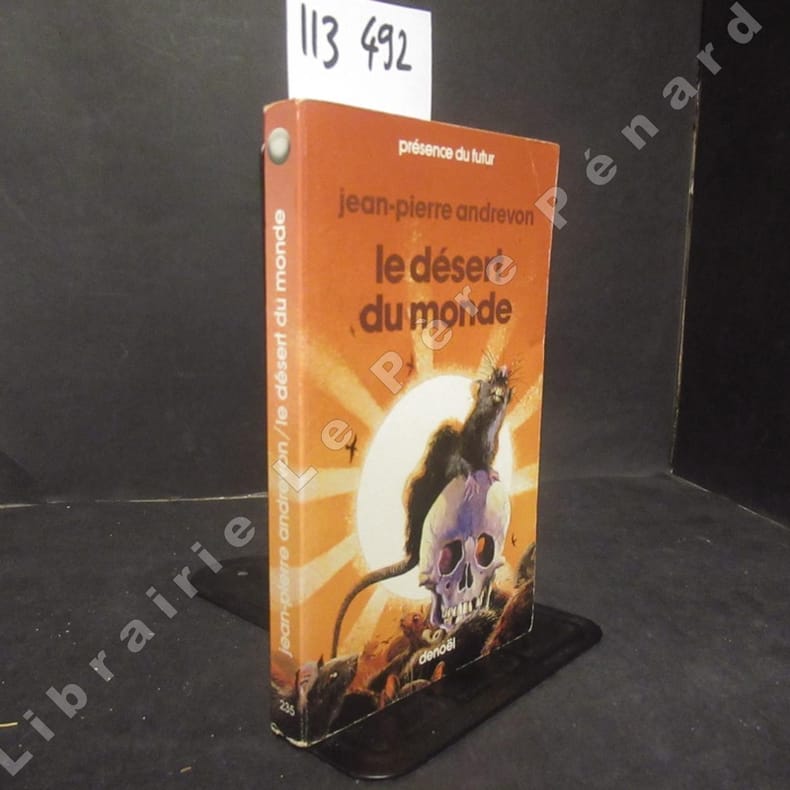 113 492
présence du futur
jean-pierre andrevon
le désert
du monde
denoël
jean-pierre andrevon/le désert du monde
235
Librairie Le Père Pénard